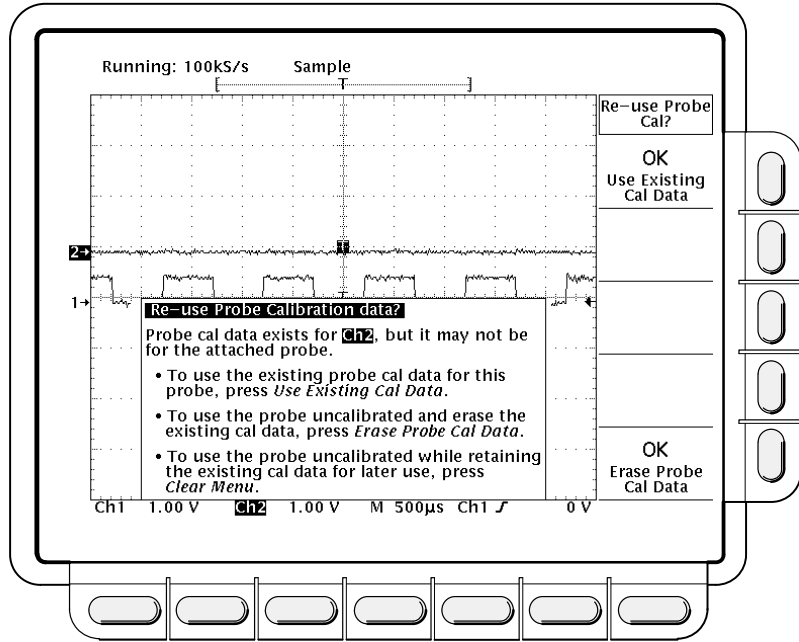 Running: 100kS/s Sample
T
Re-use Probe
Cal?
OK
Use Existing
Cal Data
2→
T
T
1→
Re-use Probe Calibration data?
Probe cal data exists for Ch2, but it may not be
for the attached probe.
• To use the existing probe cal data for this
probe, press Use Existing Cal Data.
• To use the probe uncalibrated and erase the
existing cal data, press Erase Probe Cal Data.
• To use the probe uncalibrated while retaining
the existing cal data for later use, press
Clear Menu.
OK
Erase Probe
Cal Data
Ch1 1.00 V Ch2 1.00 V M 500µs Ch1 0 V